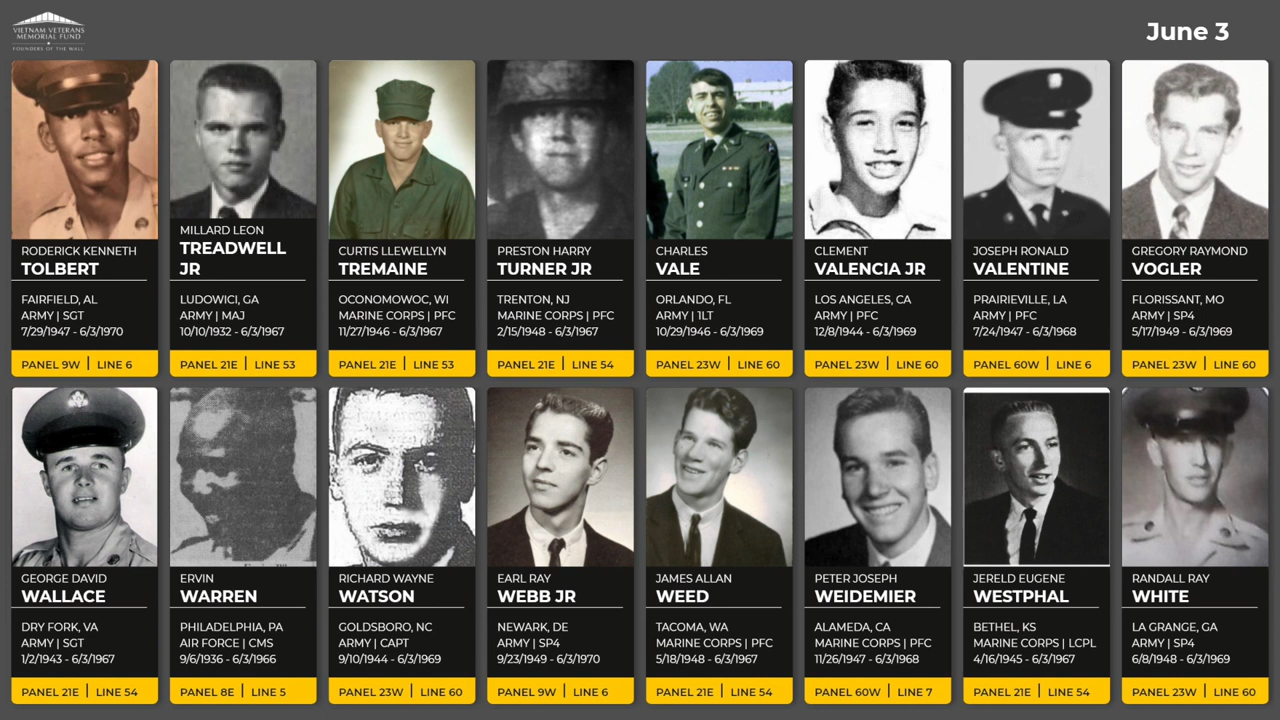 VIETNAM VETERANS
MEMORIAL FUND
FOUNDERS OF THE WALL
June 3
RODERICK KENNETH
TOLBERT
FAIRFIELD, AL
ARMY | SGT
7/29/1947 - 6/3/1970
PANEL 9W | LINE 6
MILLARD LEON
TREADWELL
JR
LUDOWICI, GA
ARMY | MAJ
10/10/1932 - 6/3/1967
PANEL 21E | LINE 53
CURTIS LLEWELLYN
TREMAINE
OCONOMOWOC, WI
MARINE CORPS | PFC
11/27/1946 - 6/3/1967
PANEL 21E | LINE 53
PRESTON HARRY
TURNER JR
TRENTON, NJ
MARINE CORPS | PFC
2/15/1948 - 6/3/1967
PANEL 21E | LINE 54
CHARLES
VALE
ORLANDO, FL
ARMY | 1LT
10/29/1946 - 6/3/1969
PANEL 23W | LINE 60
CLEMENT
VALENCIA JR
LOS ANGELES, CA
ARMY | PFC
12/8/1944 - 6/3/1969
PANEL 23W | LINE 60
JOSEPH RONALD
VALENTINE
PRAIRIEVILLE, LA
ARMY | PFC
7/24/1947 - 6/3/1968
PANEL 60W | LINE 6
GREGORY RAYMOND
VOGLER
FLORISSANT, MO
ARMY | SP4
5/17/1949 - 6/3/1969
PANEL 23W | LINE 60
GEORGE DAVID
WALLACE
DRY FORK, VA
ARMY | SGT
1/2/1943 - 6/3/1967
PANEL 21E | LINE 54
ERVIN
WARREN
PHILADELPHIA, PA
AIR FORCE | CMS
9/6/1936 - 6/3/1966
PANEL 8E | LINE 5
RICHARD WAYNE
WATSON
GOLDSBORO, NC
ARMY | CAPT
9/10/1944 - 6/3/1969
PANEL 23W | LINE 60
EARL RAY
WEBB JR
NEWARK, DE
ARMY | SP4
9/23/1949 - 6/3/1970
PANEL 9W | LINE 6
JAMES ALLAN
WEED
TACOMA, WA
MARINE CORPS | PFC
5/18/1948 - 6/3/1967
PANEL 21E | LINE 54
PETER JOSEPH
WEIDEMIER
ALAMEDA, CA
MARINE CORPS | PFC
11/26/1947 - 6/3/1968
PANEL 60W | LINE 7
JERELD EUGENE
WESTPHAL
BETHEL, KS
MARINE CORPS | LCPL
4/16/1945 - 6/3/1967
PANEL 21E | LINE 54
RANDALL RAY
WHITE
LA GRANGE, GA
ARMY | SP4
6/8/1948 - 6/3/1969
PANEL 23W | LINE 60